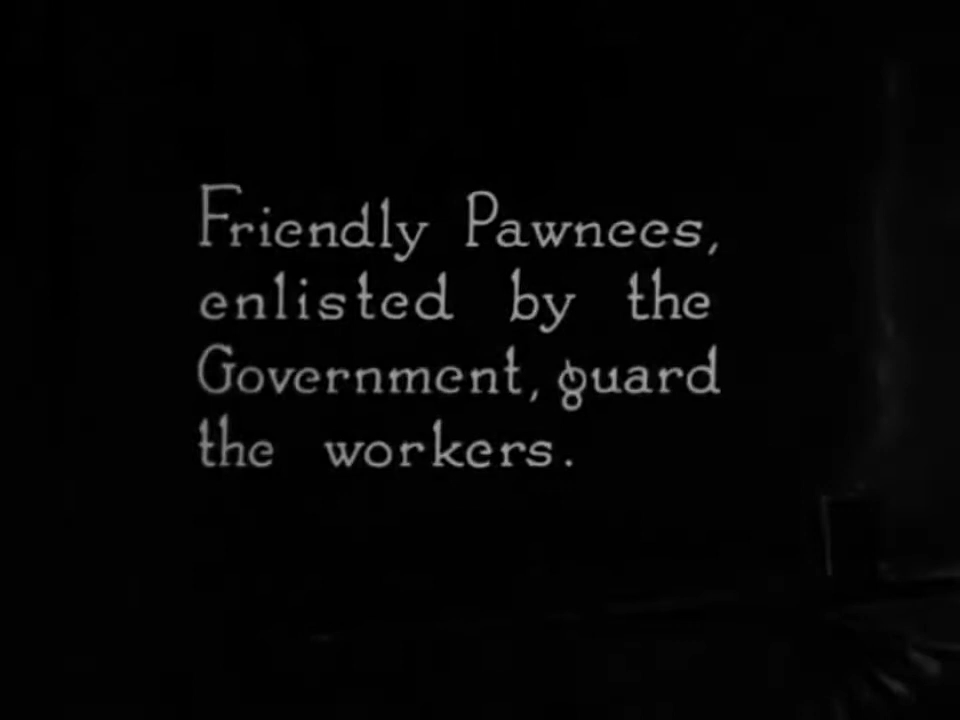 Friendly Pawnees,
enlisted by the
Government, guard
the workers.